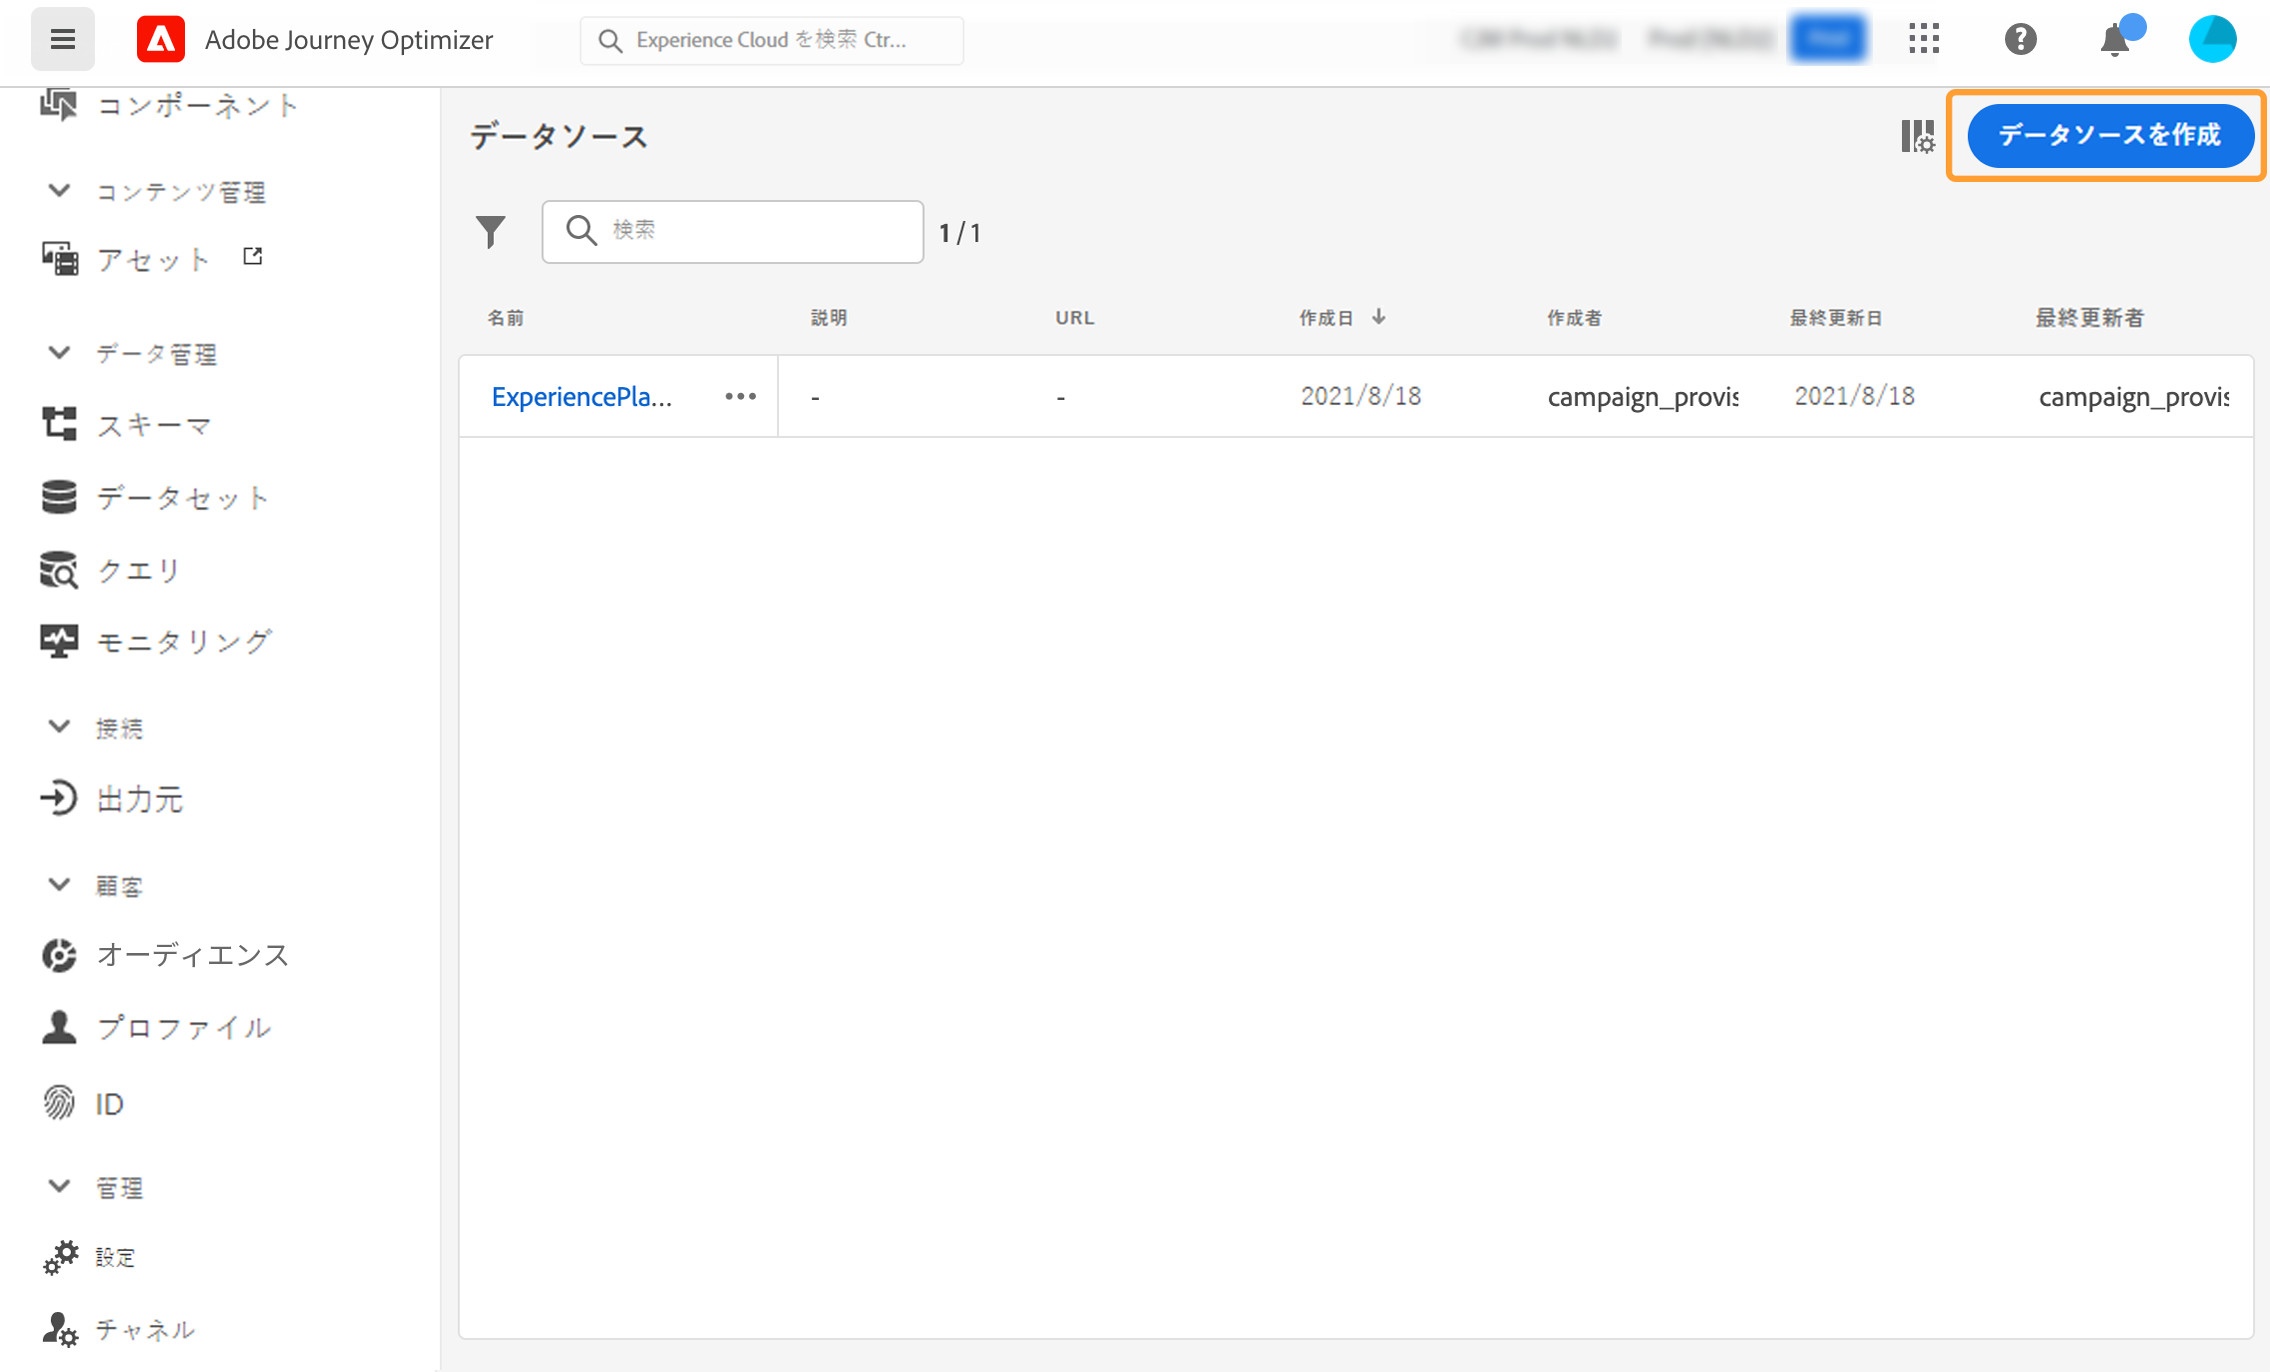 Adobe Journey Optimizer
Experience Cloud を検索 Ctr...
コンポーネント
コンテンツ管理
アセット
データ管理
スキーマ
データセット
クエリ
モニタリング
接続
出力元
顧客
オーディエンス
プロファイル
ID
管理
設定
チャネル
データソース
データソースを作成
検索
1 / 1
名前 説明 URL 作成日 作成者 最終更新日 最終更新者
ExperiencePla... - - 2021/8/18 campaign_provis 2021/8/18 campaign_provis